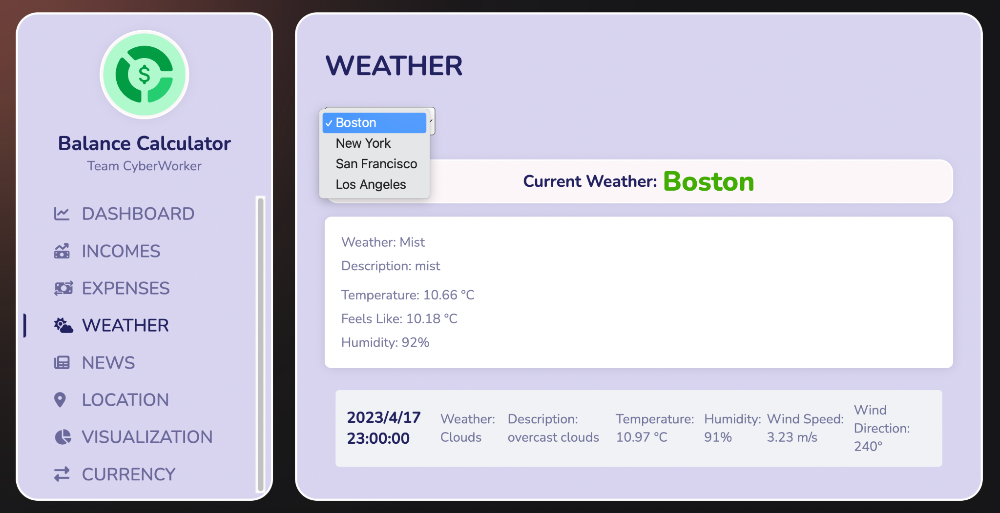 $
Balance Calculator
Team CyberWorker
DASHBOARD
INCOMES
EXPENSES
WEATHER
NEWS
LOCATION
VISUALIZATION
CURRENCY
WEATHER
✓ Boston
New York
San Francisco
Los Angeles
Current Weather: Boston
Weather: Mist
Description: mist
Temperature: 10.66 °C
Feels Like: 10.18 °C
Humidity: 92%
2023/4/17
23:00:00
Weather:
Clouds
Description:
overcast clouds
Temperature:
10.97 °C
Humidity:
91%
Wind Speed:
3.23 m/s
Wind
Direction:
240°